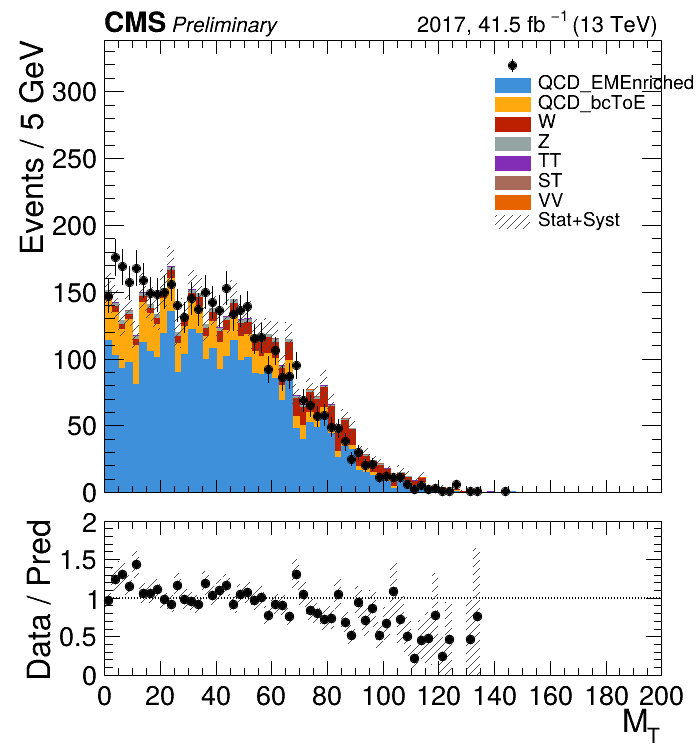 CMS Preliminary 2017, 41.5 fb⁻¹ (13 TeV)
Events / 5 GeV
300
250
200
150
100
50
0
QCD_EMEnriched
QCD_bcToE
W
Z
TT
ST
VV
Stat+Syst
Data / Pred
2
1.5
1
0.5
0
0 20 40 60 80 100 120 140 160 180 200
M_T